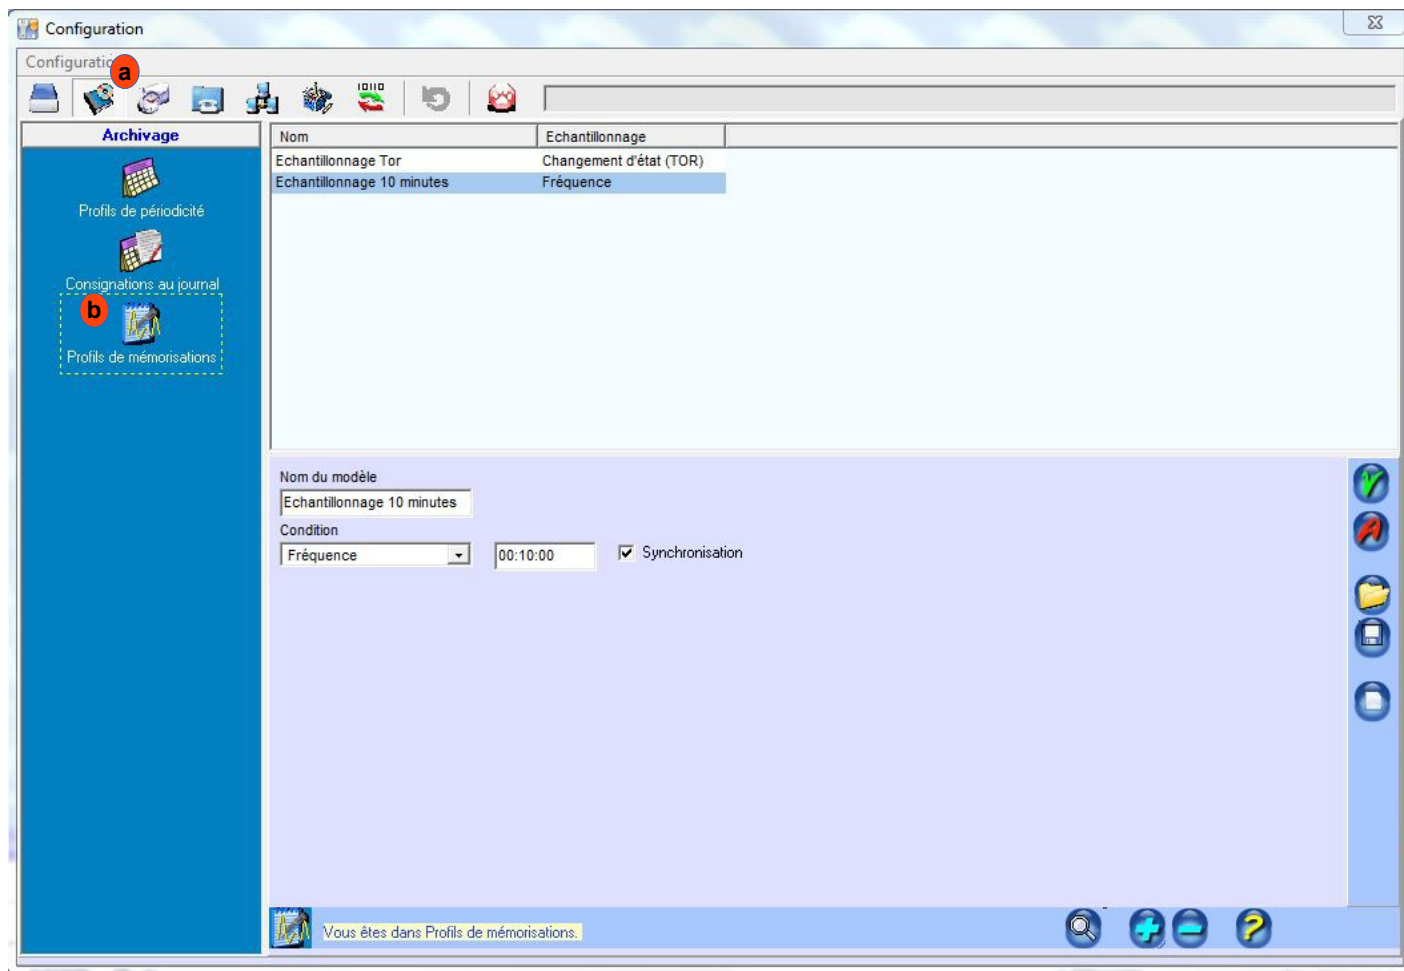 Configuration
Configuratio
a
10110
Archivage
Nom Echantillonnage
Echantillonnage Tor Changement d'état (TOR)
Echantillonnage 10 minutes Fréquence
Profils de périodicité
Consignations au journal
b
Profils de mémorisations
Nom du modèle
Echantillonnage 10 minutes
Condition
Fréquence 00:10:00 Synchronisation
Vous êtes dans Profils de mémorisations.